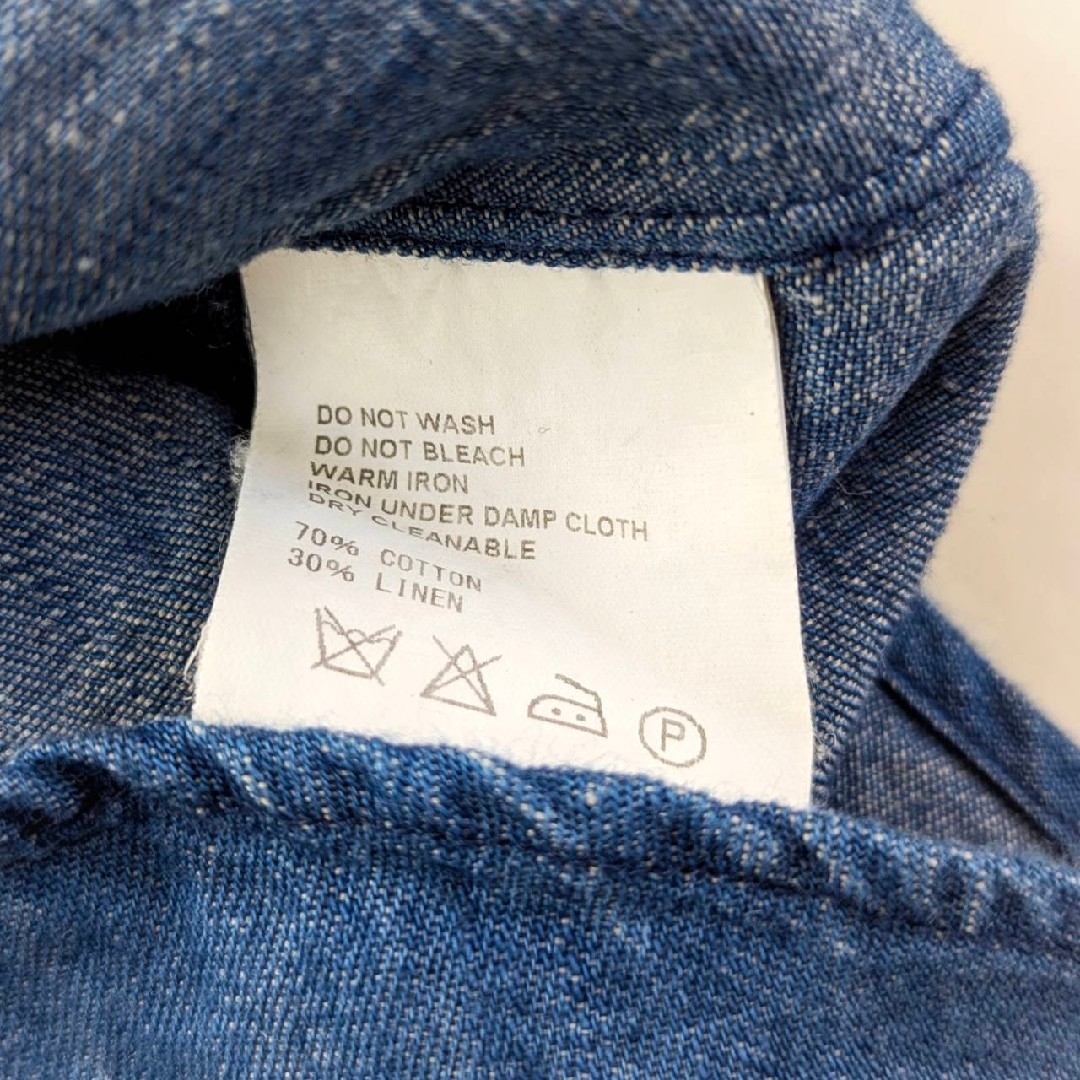 DO NOT WASH
DO NOT BLEACH
WARM IRON
IRON UNDER DAMP CLOTH
DRY CLEANABLE
70% COTTON
30% LINEN
P